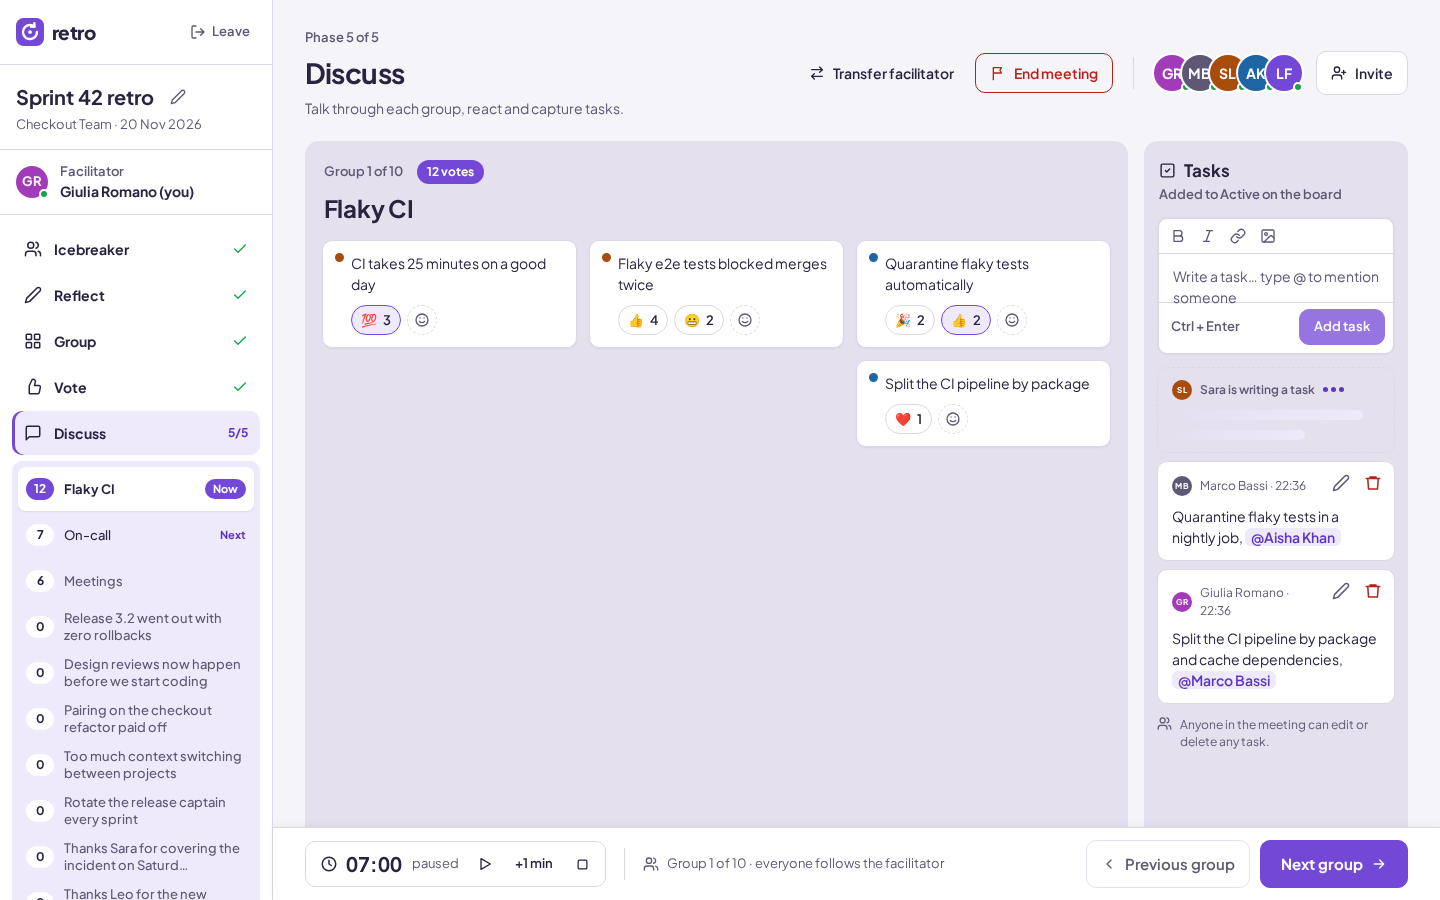 retro
Leave
Sprint 42 retro
Checkout Team · 20 Nov 2026
GR
Facilitator
Giulia Romano (you)
Icebreaker
Reflect
Group
Vote
Discuss
5/5
12
Flaky CI
Now
7
On-call
Next
6
Meetings
0
Release 3.2 went out with
zero rollbacks
0
Design reviews now happen
before we start coding
0
Pairing on the checkout
refactor paid off
0
Too much context switching
between projects
0
Rotate the release captain
every sprint
0
Thanks Sara for covering the
incident on Saturd…
Thanks Leo for the new
Phase 5 of 5
Discuss
Talk through each group, react and capture tasks.
Transfer facilitator
End meeting
GR
MB
SL
AK
LF
Invite
Group 1 of 10
12 votes
Flaky CI
CI takes 25 minutes on a good
day
💯 3
Flaky e2e tests blocked merges
twice
👍 4
😬 2
Quarantine flaky tests
automatically
🎉 2
👍 2
Split the CI pipeline by package
❤️ 1
Tasks
Added to Active on the board
Write a task… type @ to mention
someone
Ctrl + Enter
Add task
SL
Sara is writing a task
MB
Marco Bassi · 22:36
Quarantine flaky tests in a
nightly job, @Aisha Khan
GR
Giulia Romano ·
22:36
Split the CI pipeline by package
and cache dependencies,
@Marco Bassi
Anyone in the meeting can edit or
delete any task.
07:00
paused
+1 min
Group 1 of 10 · everyone follows the facilitator
Previous group
Next group